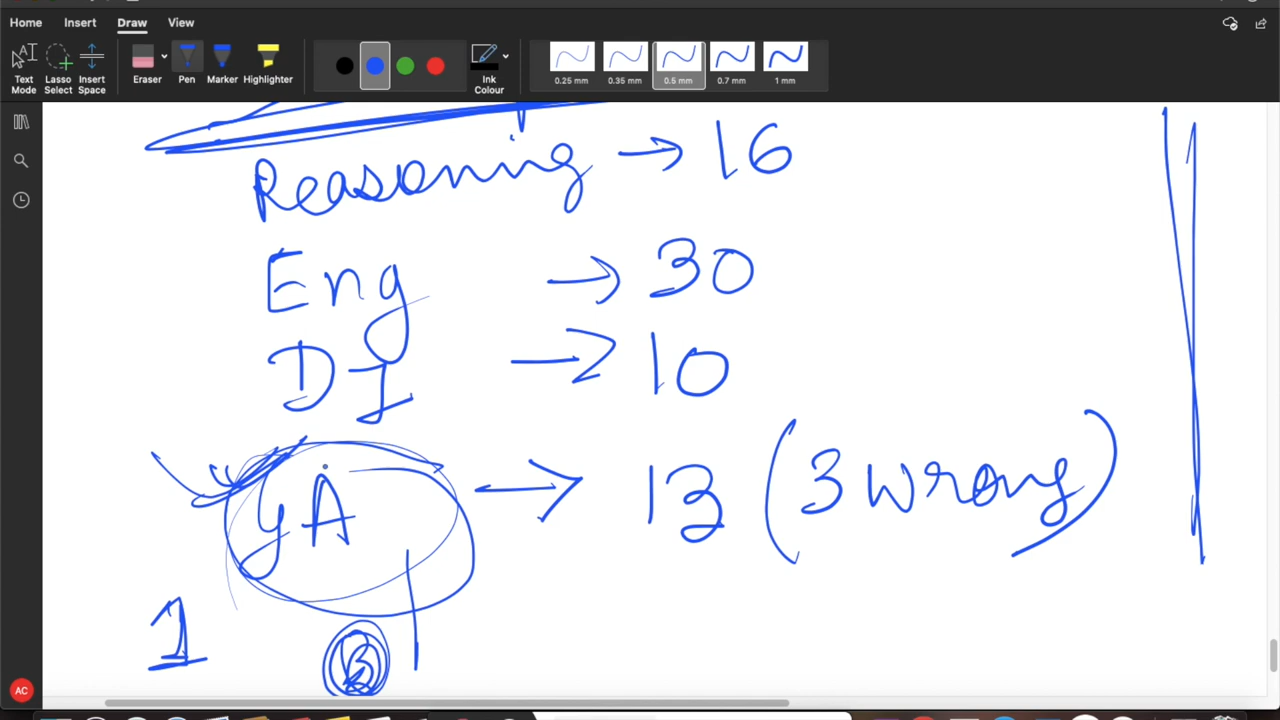 Home Insert Draw View
Text Mode Lasso Select Insert Space Eraser Pen Marker Highlighter Ink Colour 0.25 mm 0.35 mm 0.5 mm 0.7 mm 1 mm
Reasoning → 16
Eng → 30
DI → 10
GA → 13 (3 wrong)
1
AC